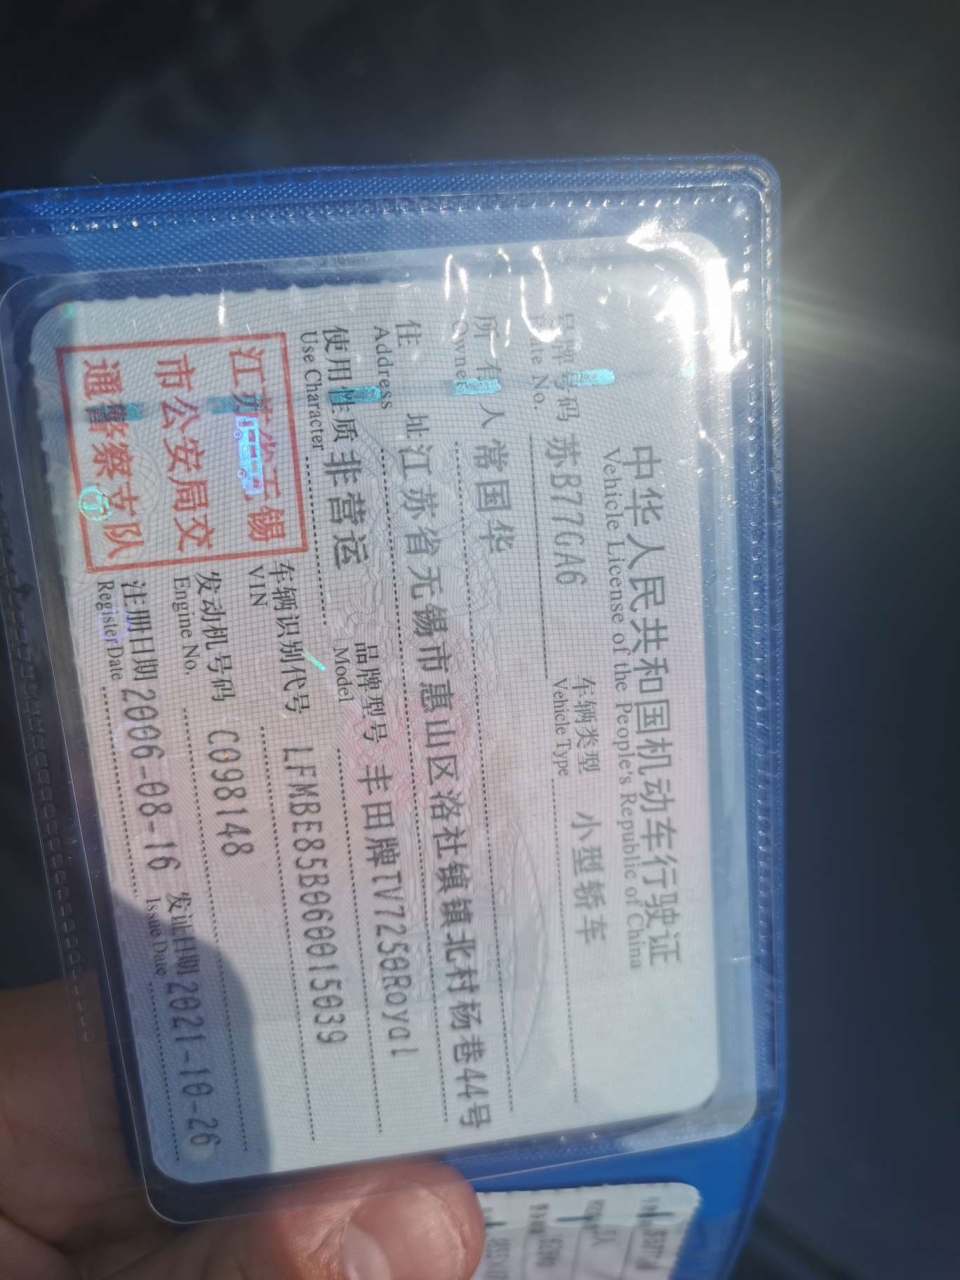 中华人民共和国机动车行驶证
Vehicle License of the People's Republic of China
号牌号码 苏B77GA6 车辆类型 小型轿车
Plate No. Vehicle Type
所有人 常国华
Owner
住址 江苏省无锡市惠山区洛社镇镇北村杨巷44号
Address
使用性质 非营运 品牌型号 丰田牌TV7250Royal
Use Character Model
江苏省无锡
市公安局交
通警察支队
车辆识别代号 LFMBE85B060015039
VIN
发动机号码 C098148
Engine No.
注册日期 2006-08-16 发证日期 2021-10-26
Register Date Issue Date